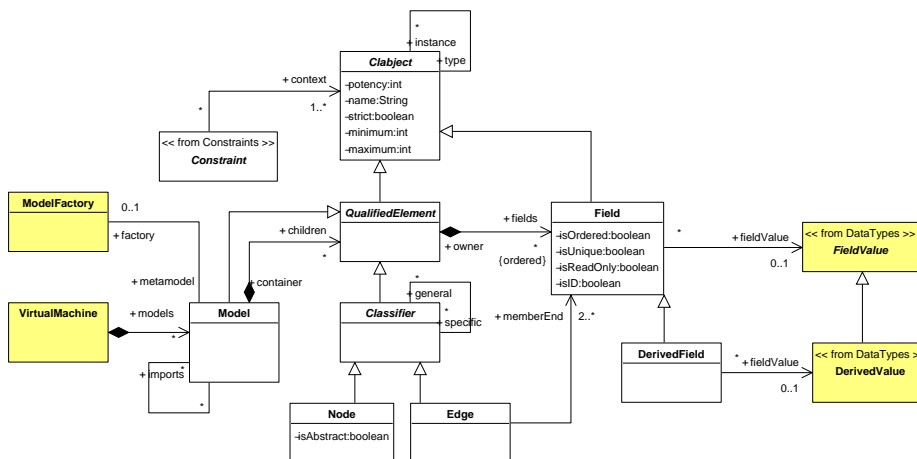 *
+ instance
Clabject
+ type
-potency:int
-name:String
-strict:boolean
-minimum:int
-maximum:int
+ context
*
1..*
<< from Constraints >>
Constraint
ModelFactory
0..1
+ factory
QualifiedElement
+ children
*
+ fields
+ owner
*
{ordered}
Field
-isOrdered:boolean
-isUnique:boolean
-isReadOnly:boolean
-isID:boolean
*
+ fieldValue
0..1
<< from DataTypes >>
FieldValue
+ metamodel
+ container
*
+ general
*
+ specific
VirtualMachine
+ models
*
Model
Classifier
+ memberEnd
2..*
+ imports
*
*
DerivedField
*
+ fieldValue
0..1
<< from DataTypes >
DerivedValue
Node
-isAbstract:boolean
Edge